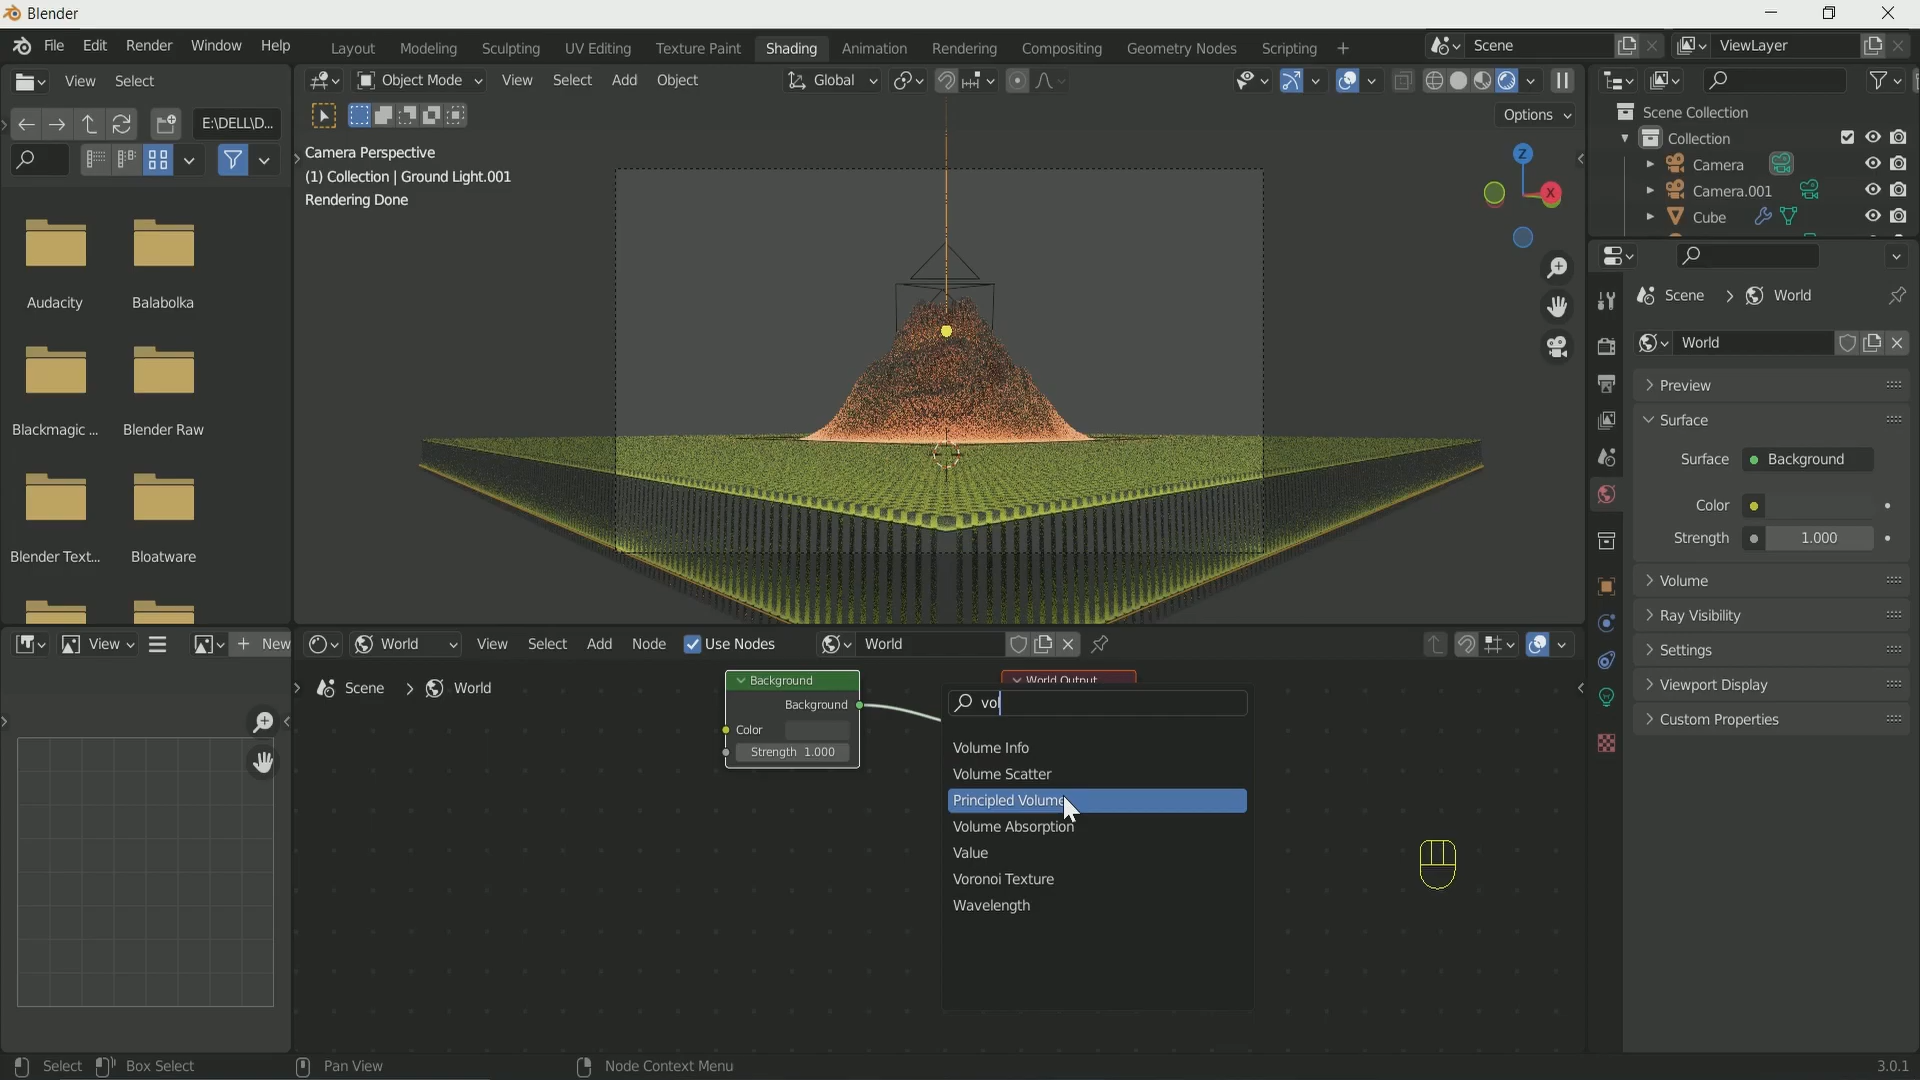 Blender
File Edit Render Window Help
Layout Modeling Sculpting UV Editing Texture Paint Shading Animation Rendering Compositing Geometry Nodes Scripting
Scene
ViewLayer
View Select
Object Mode View Select Add Object
Global
E:\DELL\D...
Options
Camera Perspective
(1) Collection | Ground Light.001
Rendering Done
Z
X
Audacity Balabolka
Blackmagic ... Blender Raw
Blender Text... Bloatware
Scene Collection
Collection
Camera
Camera.001
Cube
Scene World
World
Preview
Surface
Surface Background
Color
Strength 1.000
Volume
Ray Visibility
Settings
Viewport Display
Custom Properties
View New
World View Select Add Node Use Nodes World
Scene World
Background
Background
Color
Strength 1.000
World Output
vol
Volume Info
Volume Scatter
Principled Volume
Volume Absorption
Value
Voronoi Texture
Wavelength
Select Box Select Pan View Node Context Menu
3.0.1